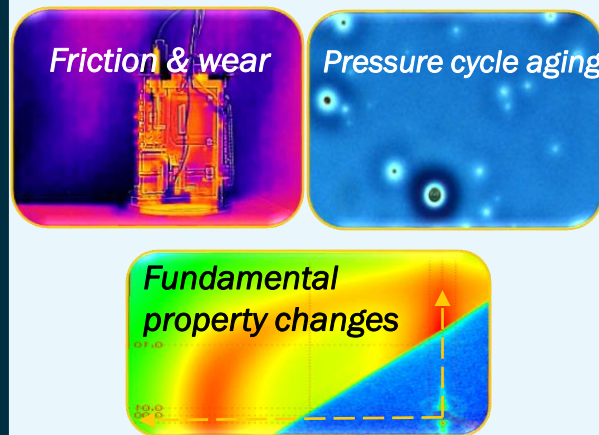 Friction & wear
Pressure cycle aging
Fundamental
property changes